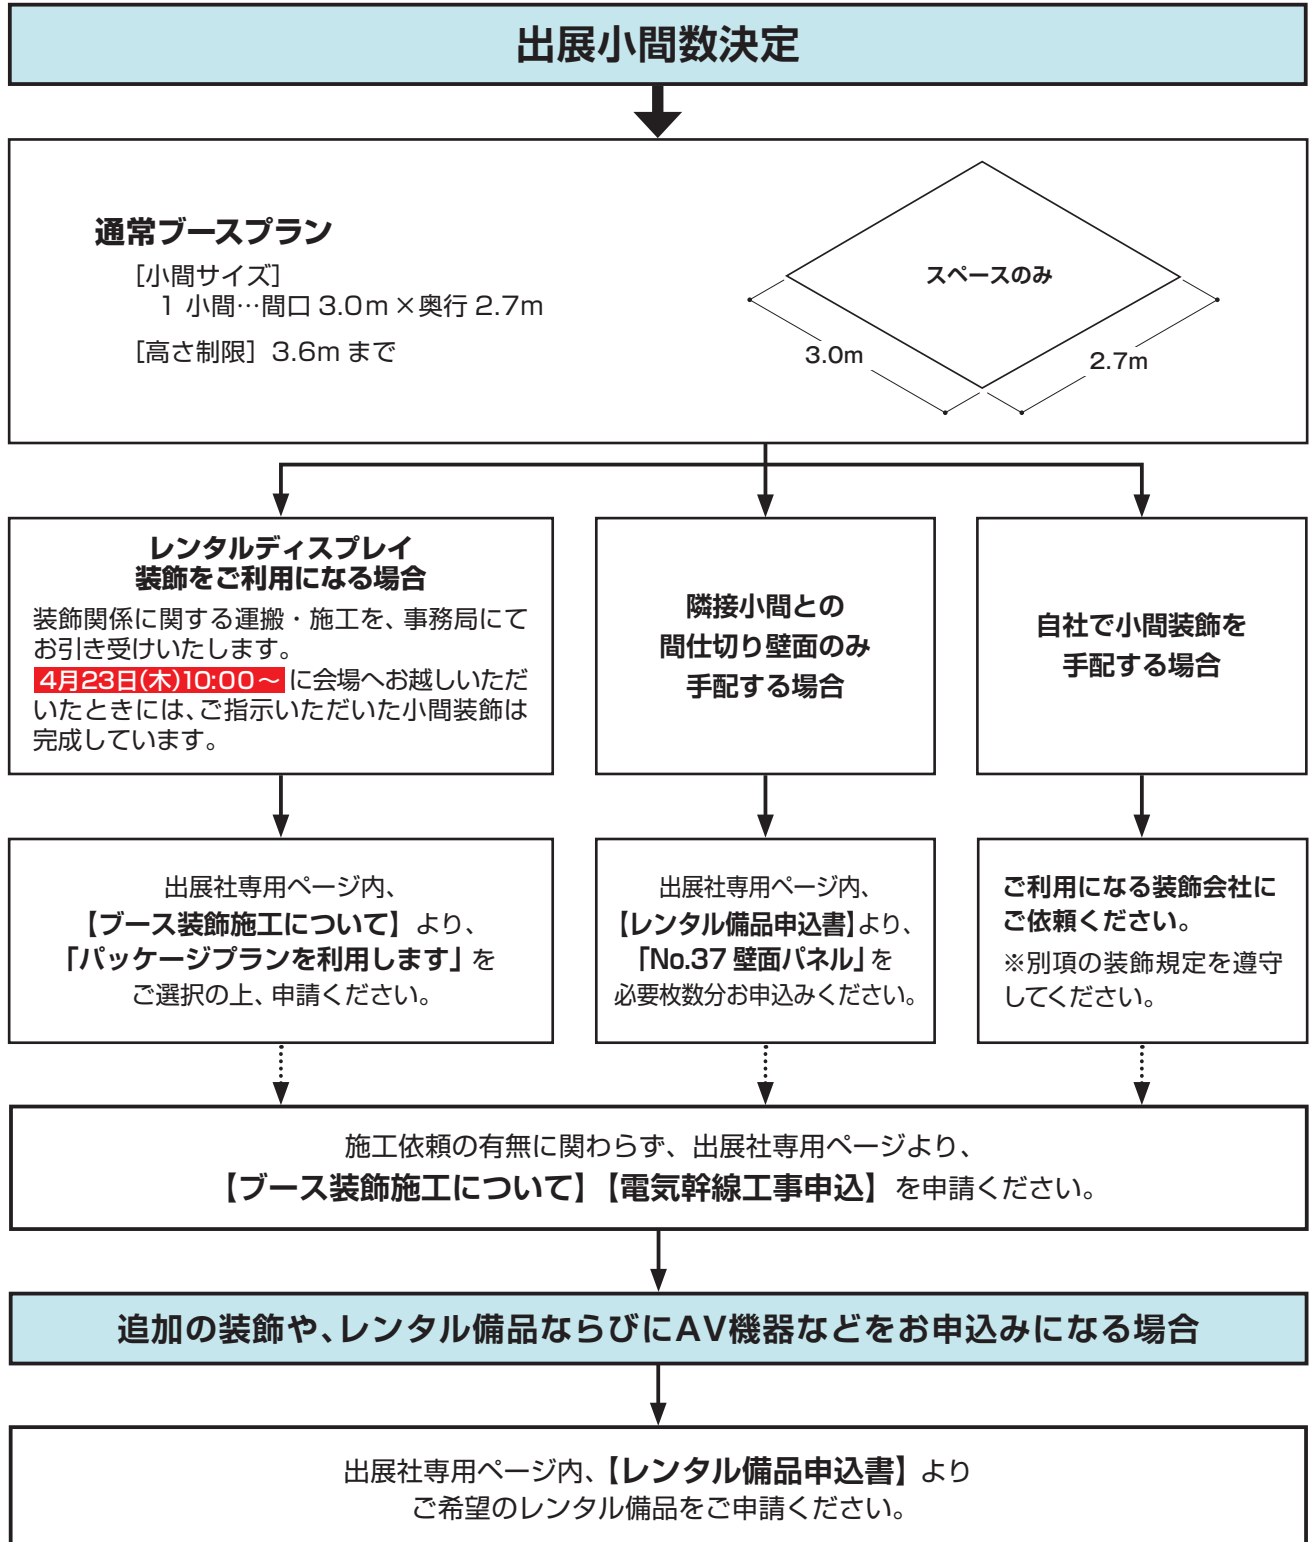 出展小間数決定
通常ブースプラン
[小間サイズ]
1 小間…間口 3.0m×奥行 2.7m
[高さ制限] 3.6m まで
スペースのみ
3.0m
2.7m
レンタルディスプレイ
装飾をご利用になる場合
装飾関係に関する運搬・施工を、事務局にて
お引き受けいたします。
4月23日(木)10:00～ に会場へお越しいただ
いたときには、ご指示いただいた小間装飾は
完成しています。
隣接小間との
間仕切り壁面のみ
手配する場合
自社で小間装飾を
手配する場合
出展社専用ページ内、
【ブース装飾施工について】より、
「パッケージプランを利用します」を
ご選択の上、申請ください。
出展社専用ページ内、
【レンタル備品申込書】より、
「No.37 壁面パネル」を
必要枚数分お申込みください。
ご利用になる装飾会社に
ご依頼ください。
※別項の装飾規定を遵守
してください。
施工依頼の有無に関わらず、出展社専用ページより、
【ブース装飾施工について】【電気幹線工事申込】を申請ください。
追加の装飾や、レンタル備品ならびにAV機器などをお申込みになる場合
出展社専用ページ内、【レンタル備品申込書】より
ご希望のレンタル備品をご申請ください。